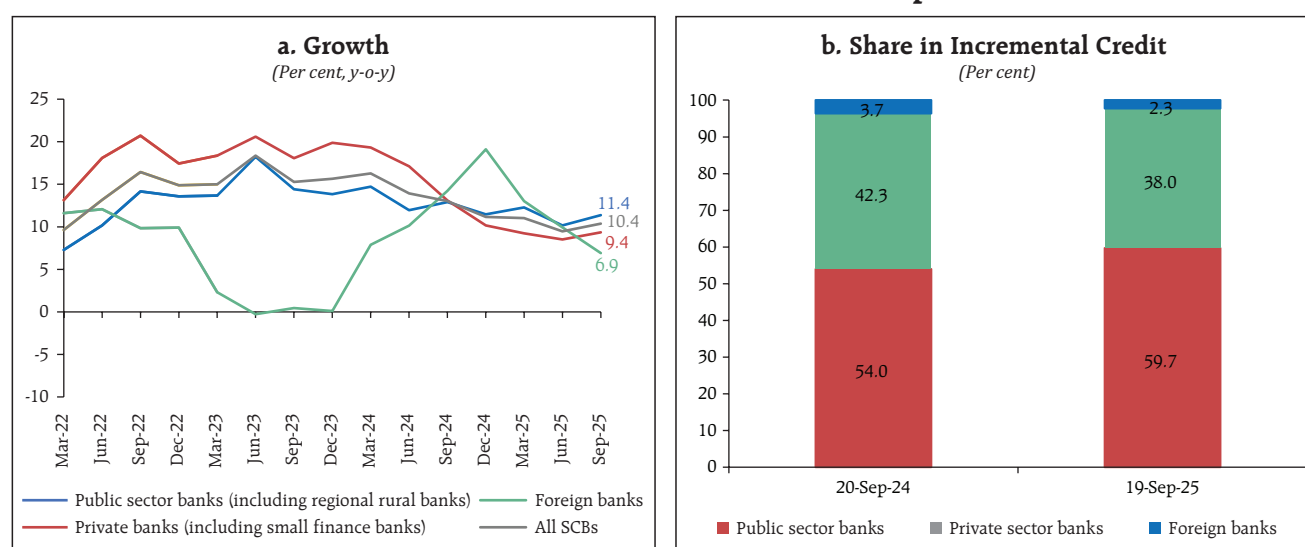 a. Growth
(Per cent, y-o-y)
25
20
15
10
5
0
-5
-10
11.4
10.4
9.4
6.9
Mar-22
Jun-22
Sep-22
Dec-22
Mar-23
Jun-23
Sep-23
Dec-23
Mar-24
Jun-24
Sep-24
Dec-24
Mar-25
Jun-25
Sep-25
Public sector banks (including regional rural banks)
Foreign banks
Private banks (including small finance banks)
All SCBs
b. Share in Incremental Credit
(Per cent)
100
90
80
70
60
50
40
30
20
10
0
3.7
42.3
54.0
2.3
38.0
59.7
20-Sep-24
19-Sep-25
Public sector banks
Private sector banks
Foreign banks